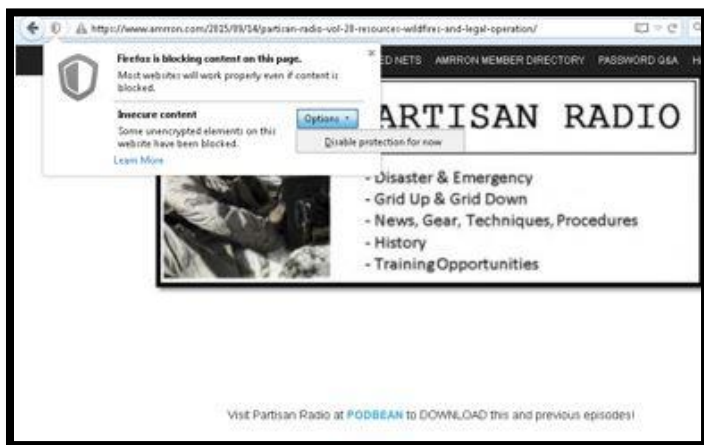 https://www.amrron.com/2015/09/14/partisan-radio-vol-28-resources-wildfires-and-legal-operation/
Firefox is blocking content on this page.
Most websites will work properly even if content is
blocked.
Insecure content
Some unencrypted elements on this
website have been blocked.
Learn More
Options
Disable protection for now
ED NETS AMRRON MEMBER DIRECTORY PASSWORD Q&A
PARTISAN RADIO
- Disaster & Emergency
- Grid Up & Grid Down
- News, Gear, Techniques, Procedures
- History
- Training Opportunities
Visit Partisan Radio at PODBEAN to DOWNLOAD this and previous episodes!